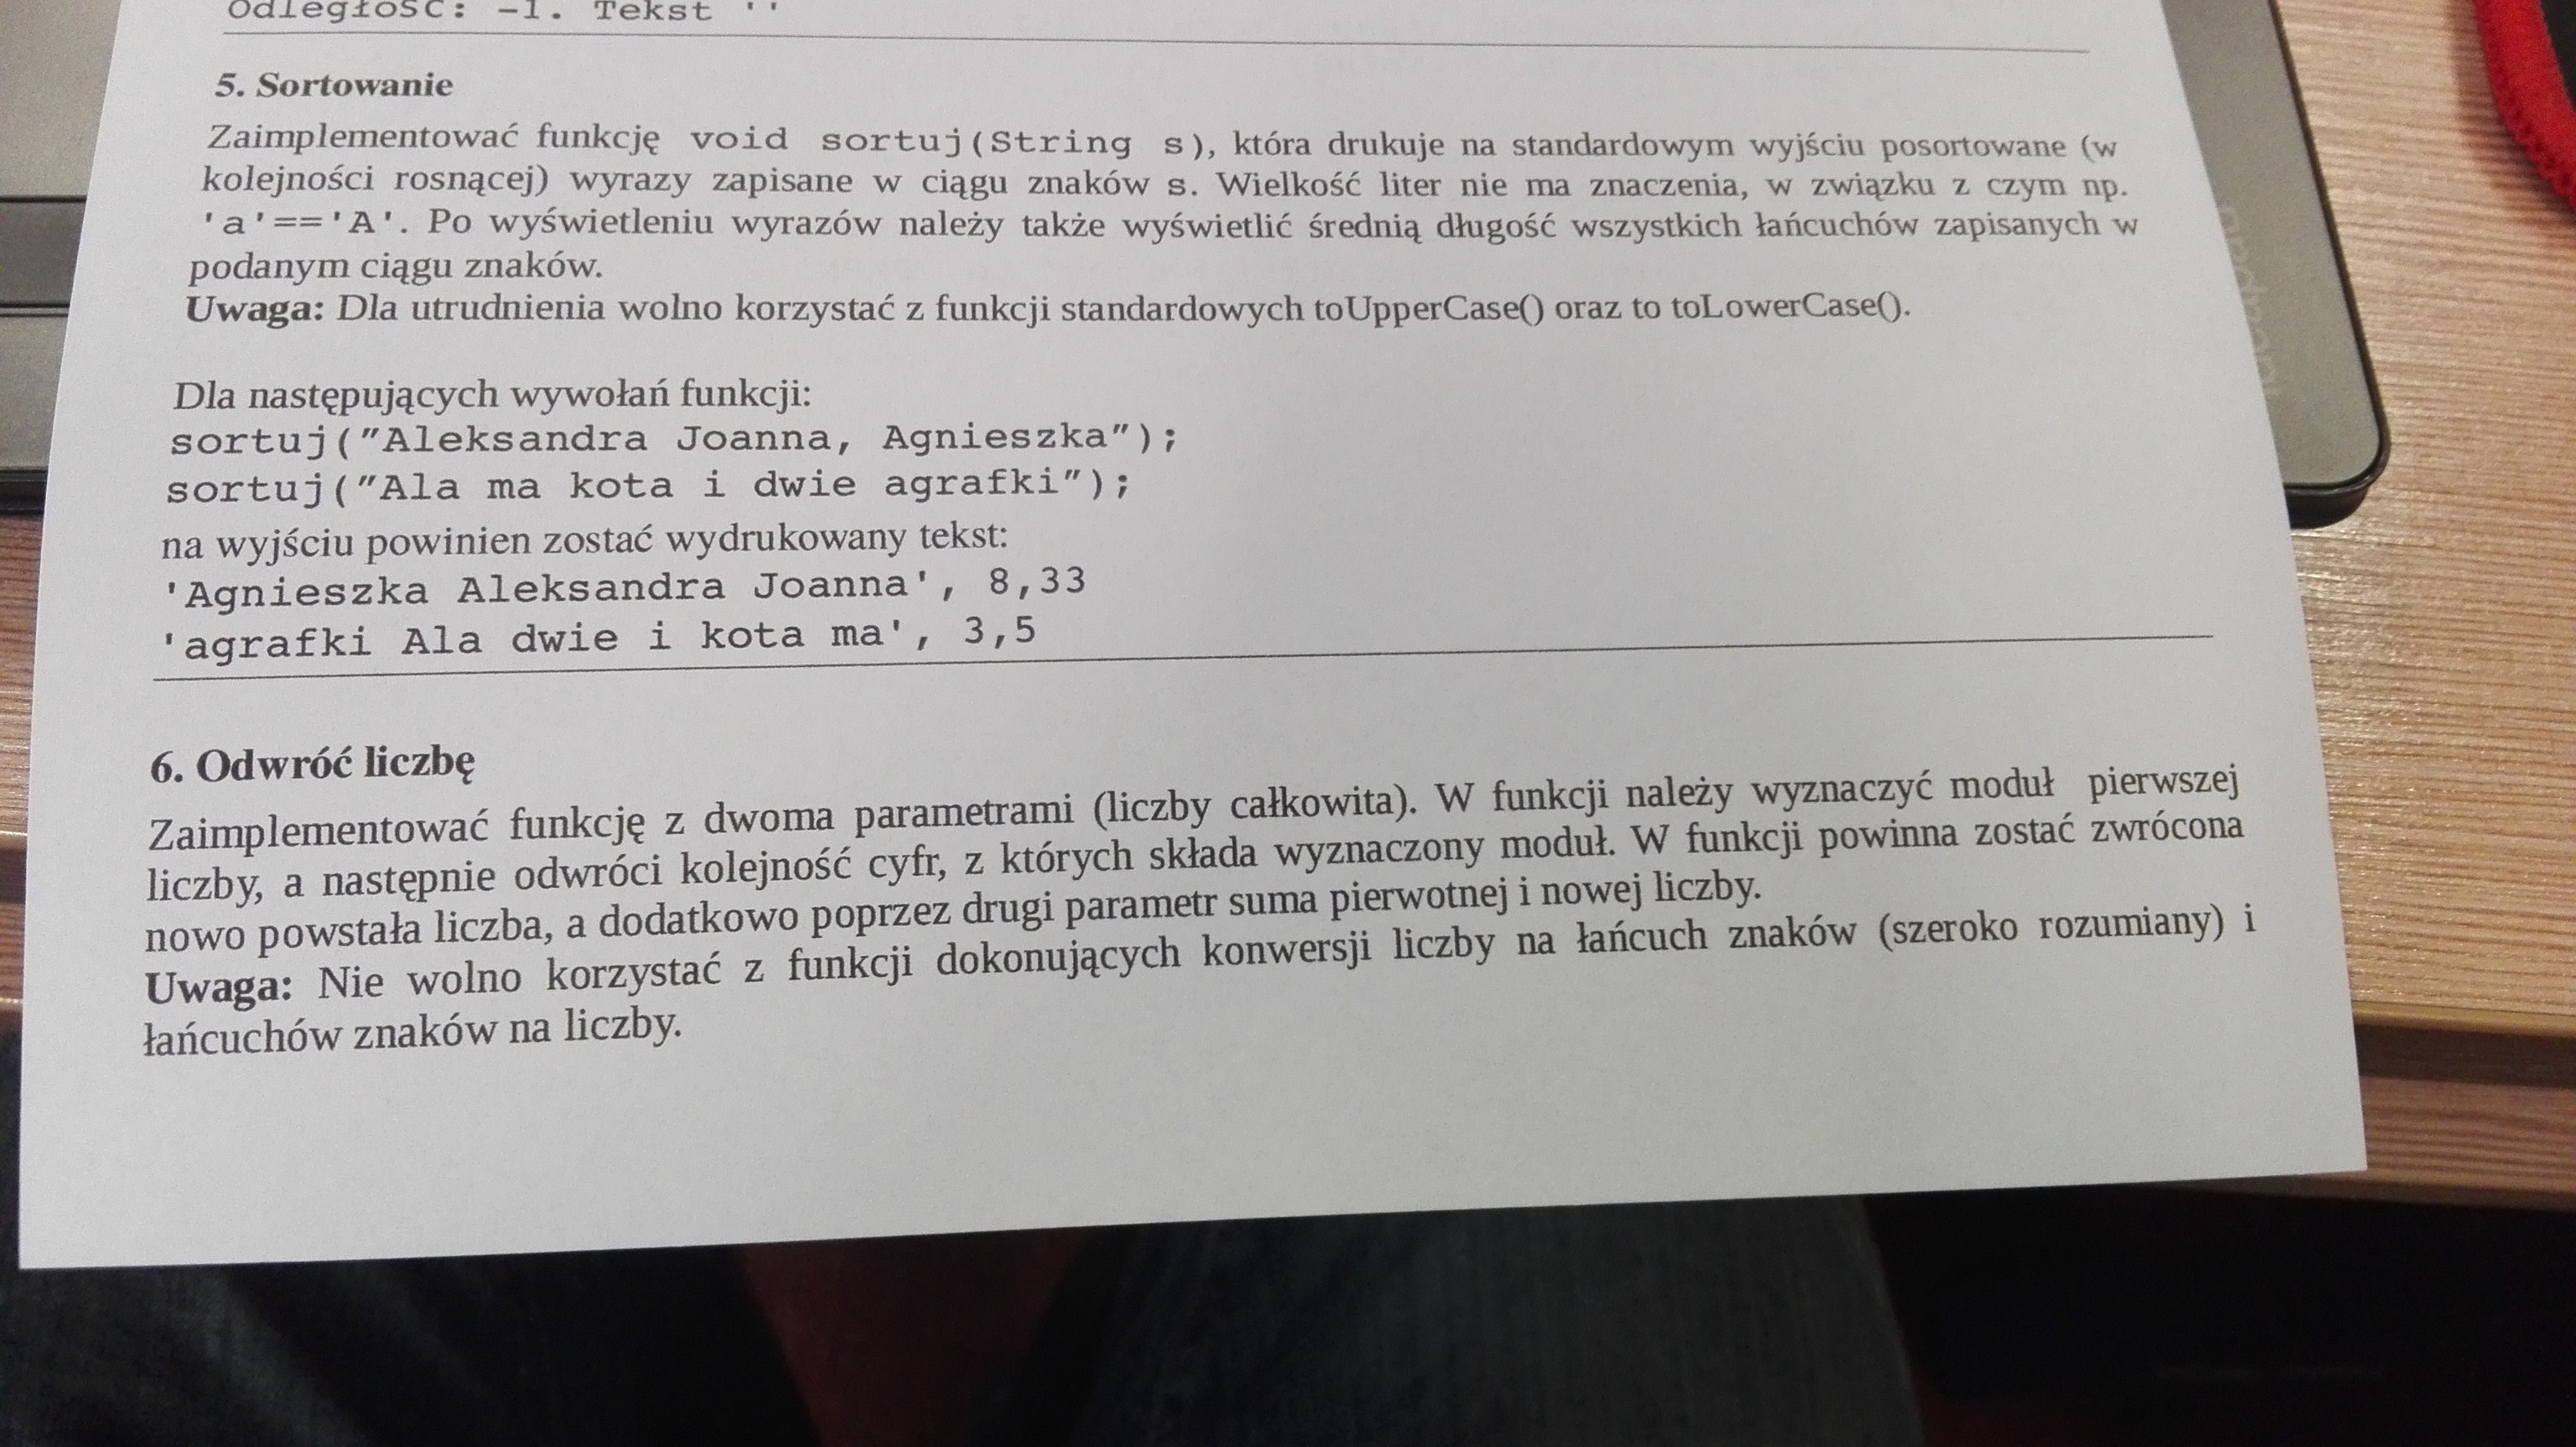 Odległość: -1. Tekst ''
5. Sortowanie
Zaimplementować funkcję void sortuj(String s), która drukuje na standardowym wyjściu posortowane (w
kolejności rosnącej) wyrazy zapisane w ciągu znaków s. Wielkość liter nie ma znaczenia, w związku z czym np.
'a'=='A'. Po wyświetleniu wyrazów należy także wyświetlić średnią długość wszystkich łańcuchów zapisanych w
podanym ciągu znaków.
Uwaga: Dla utrudnienia wolno korzystać z funkcji standardowych toUpperCase() oraz to toLowerCase().
Dla następujących wywołań funkcji:
sortuj("Aleksandra Joanna, Agnieszka");
sortuj("Ala ma kota i dwie agrafki");
na wyjściu powinien zostać wydrukowany tekst:
'Agnieszka Aleksandra Joanna', 8,33
'agrafki Ala dwie i kota ma', 3,5
6. Odwróć liczbę
Zaimplementować funkcję z dwoma parametrami (liczby całkowita). W funkcji należy wyznaczyć moduł pierwszej
liczby, a następnie odwróci kolejność cyfr, z których składa wyznaczony moduł. W funkcji powinna zostać zwrócona
nowo powstała liczba, a dodatkowo poprzez drugi parametr suma pierwotnej i nowej liczby.
Uwaga: Nie wolno korzystać z funkcji dokonujących konwersji liczby na łańcuch znaków (szeroko rozumiany) i
łańcuchów znaków na liczby.